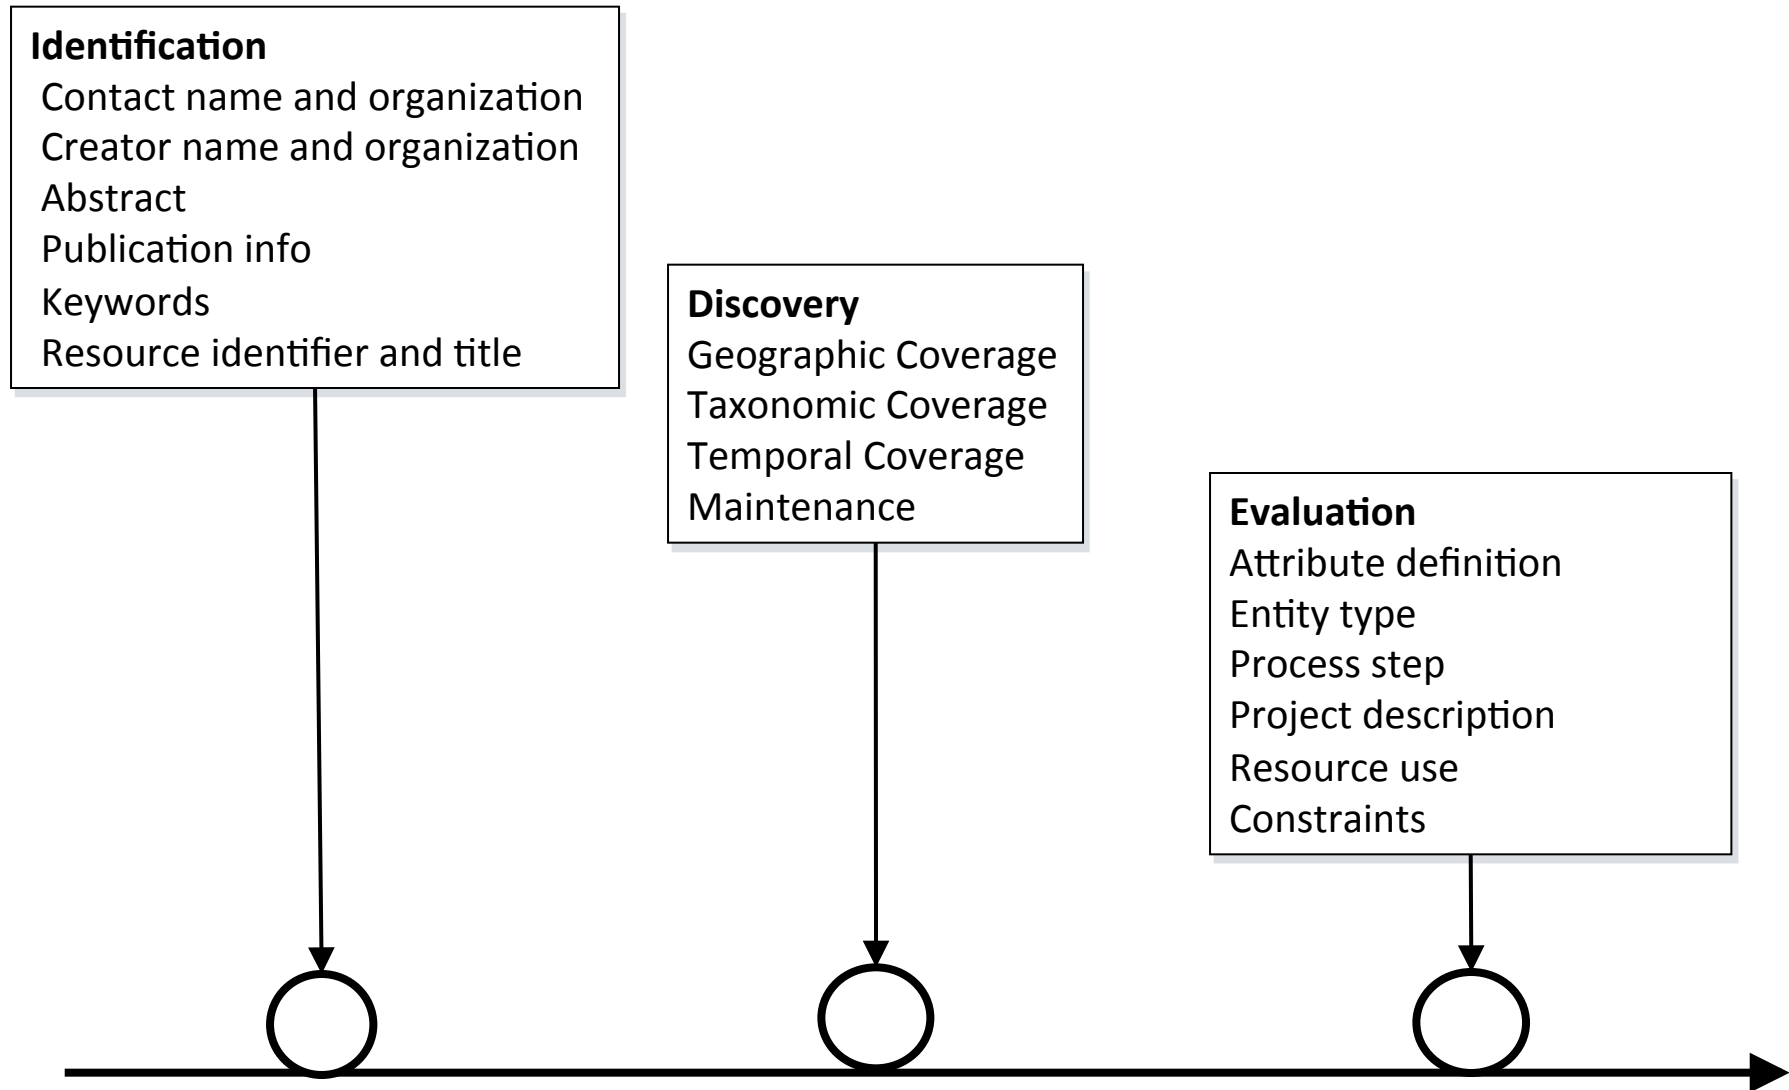 Identification
Contact name and organization
Creator name and organization
Abstract
Publication info
Keywords
Resource identifier and title
Discovery
Geographic Coverage
Taxonomic Coverage
Temporal Coverage
Maintenance
Evaluation
Attribute definition
Entity type
Process step
Project description
Resource use
Constraints